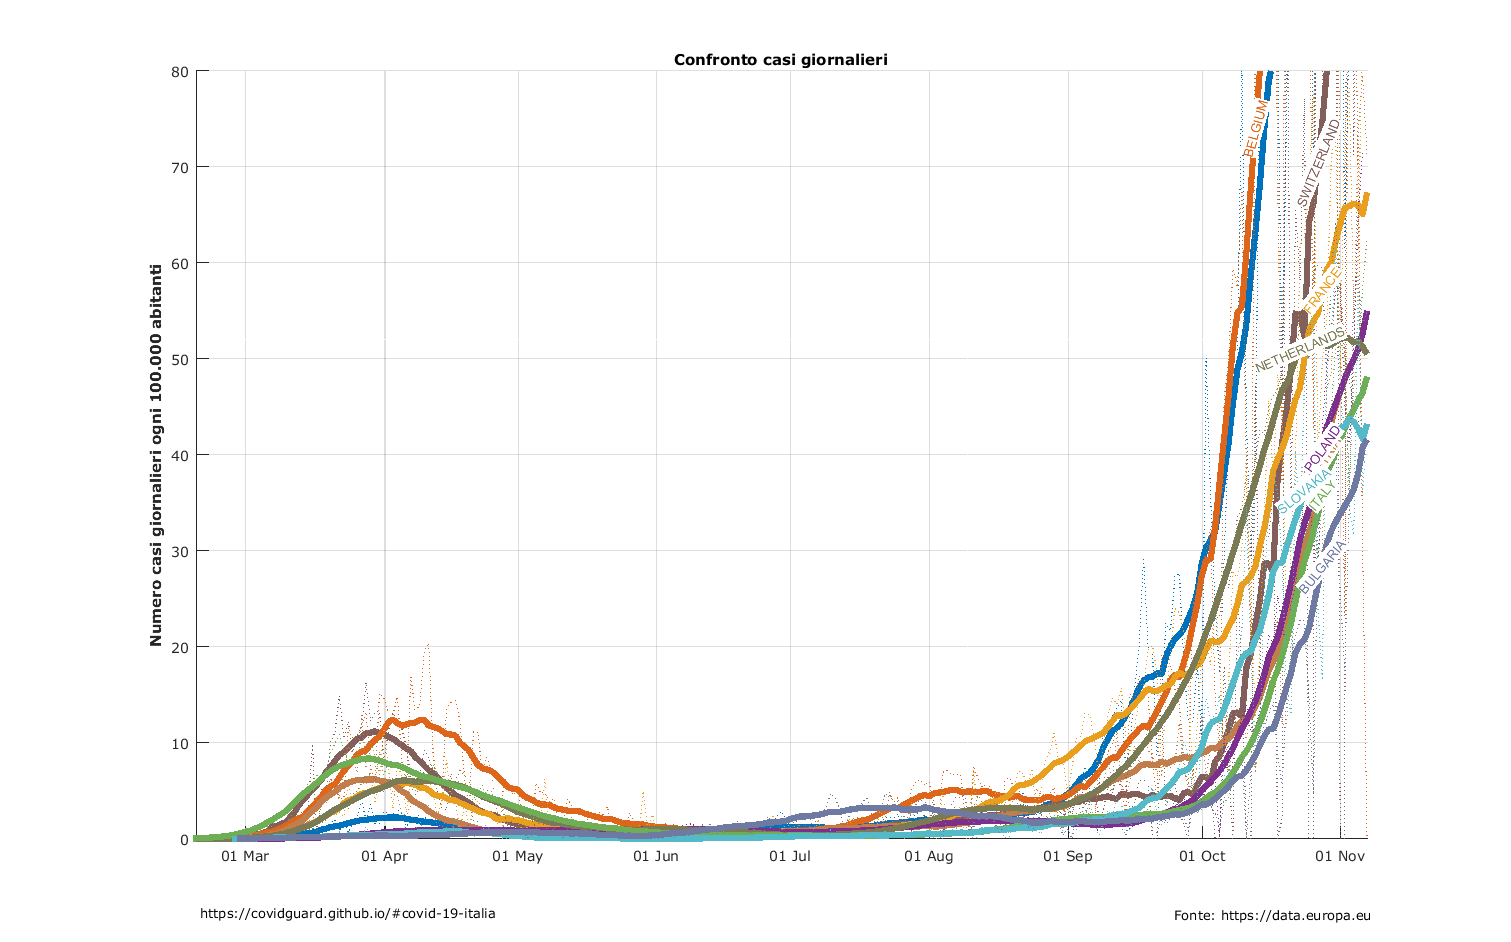 Confronto casi giornalieri
Numero casi giornalieri ogni 100.000 abitanti
80
70
60
50
40
30
20
10
0
BELGIUM
SWITZERLAND
FRANCE
NETHERLANDS
POLAND
SLOVAKIA
ITALY
BULGARIA
01 Mar 01 Apr 01 May 01 Jun 01 Jul 01 Aug 01 Sep 01 Oct 01 Nov
https://covidguard.github.io/#covid-19-italia
Fonte: https://data.europa.eu